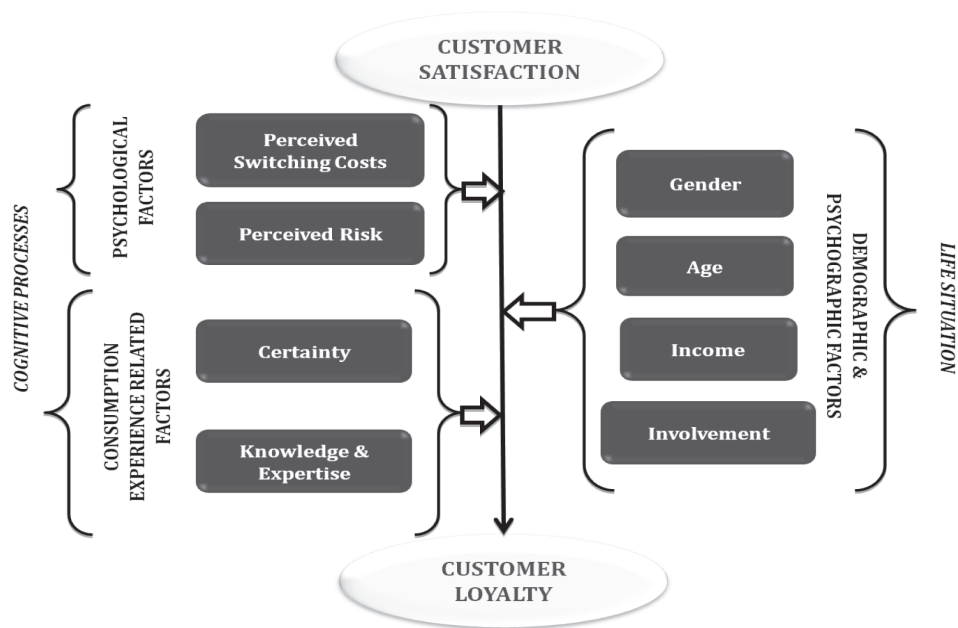 CUSTOMER
SATISFACTION
COGNITIVE PROCESSES
PSYCHOLOGICAL
FACTORS
Perceived
Switching Costs
Perceived Risk
CONSUMPTION
EXPERIENCE RELATED
FACTORS
Certainty
Knowledge &
Expertise
Gender
Age
Income
Involvement
DEMOGRAPHIC &
PSYCHOGRAPHIC FACTORS
LIFE SITUATION
CUSTOMER
LOYALTY